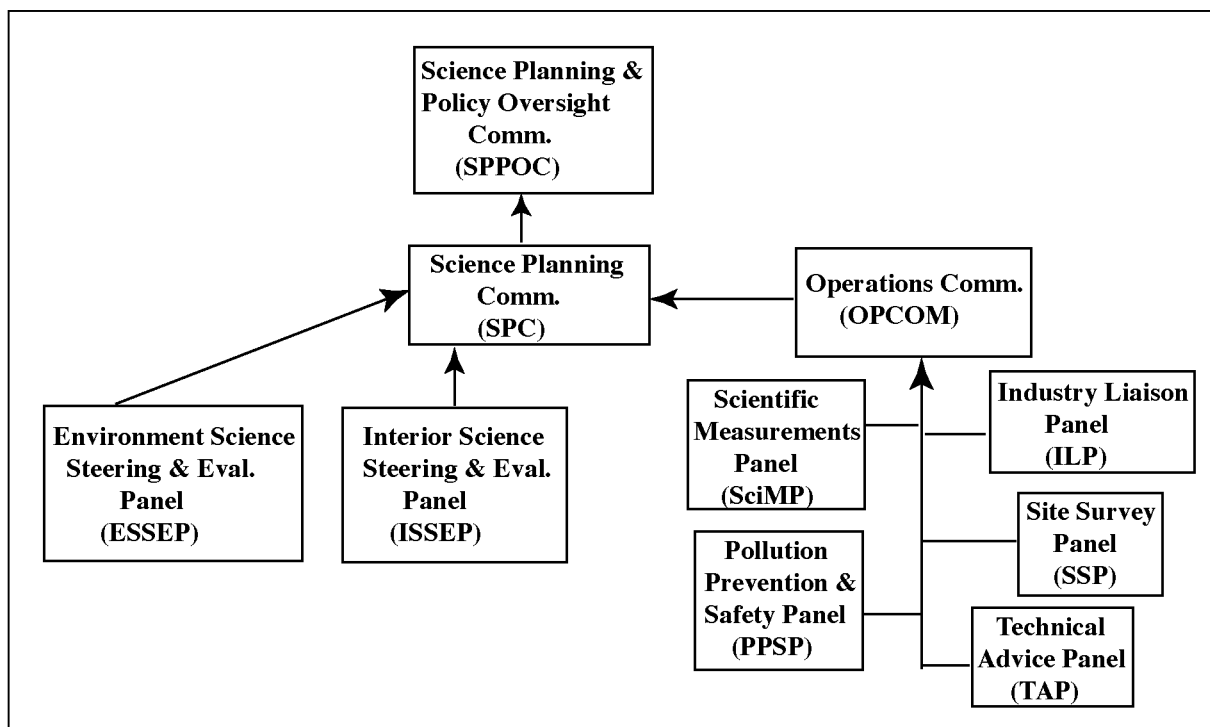 Science Planning &
Policy Oversight
Comm.
(SPPOC)
Science Planning
Comm.
(SPC)
Operations Comm.
(OPCOM)
Environment Science
Steering & Eval.
Panel
(ESSEP)
Interior Science
Steering & Eval.
Panel
(ISSEP)
Scientific
Measurements
Panel
(SciMP)
Industry Liaison
Panel
(ILP)
Pollution
Prevention &
Safety Panel
(PPSP)
Site Survey
Panel
(SSP)
Technical
Advice Panel
(TAP)